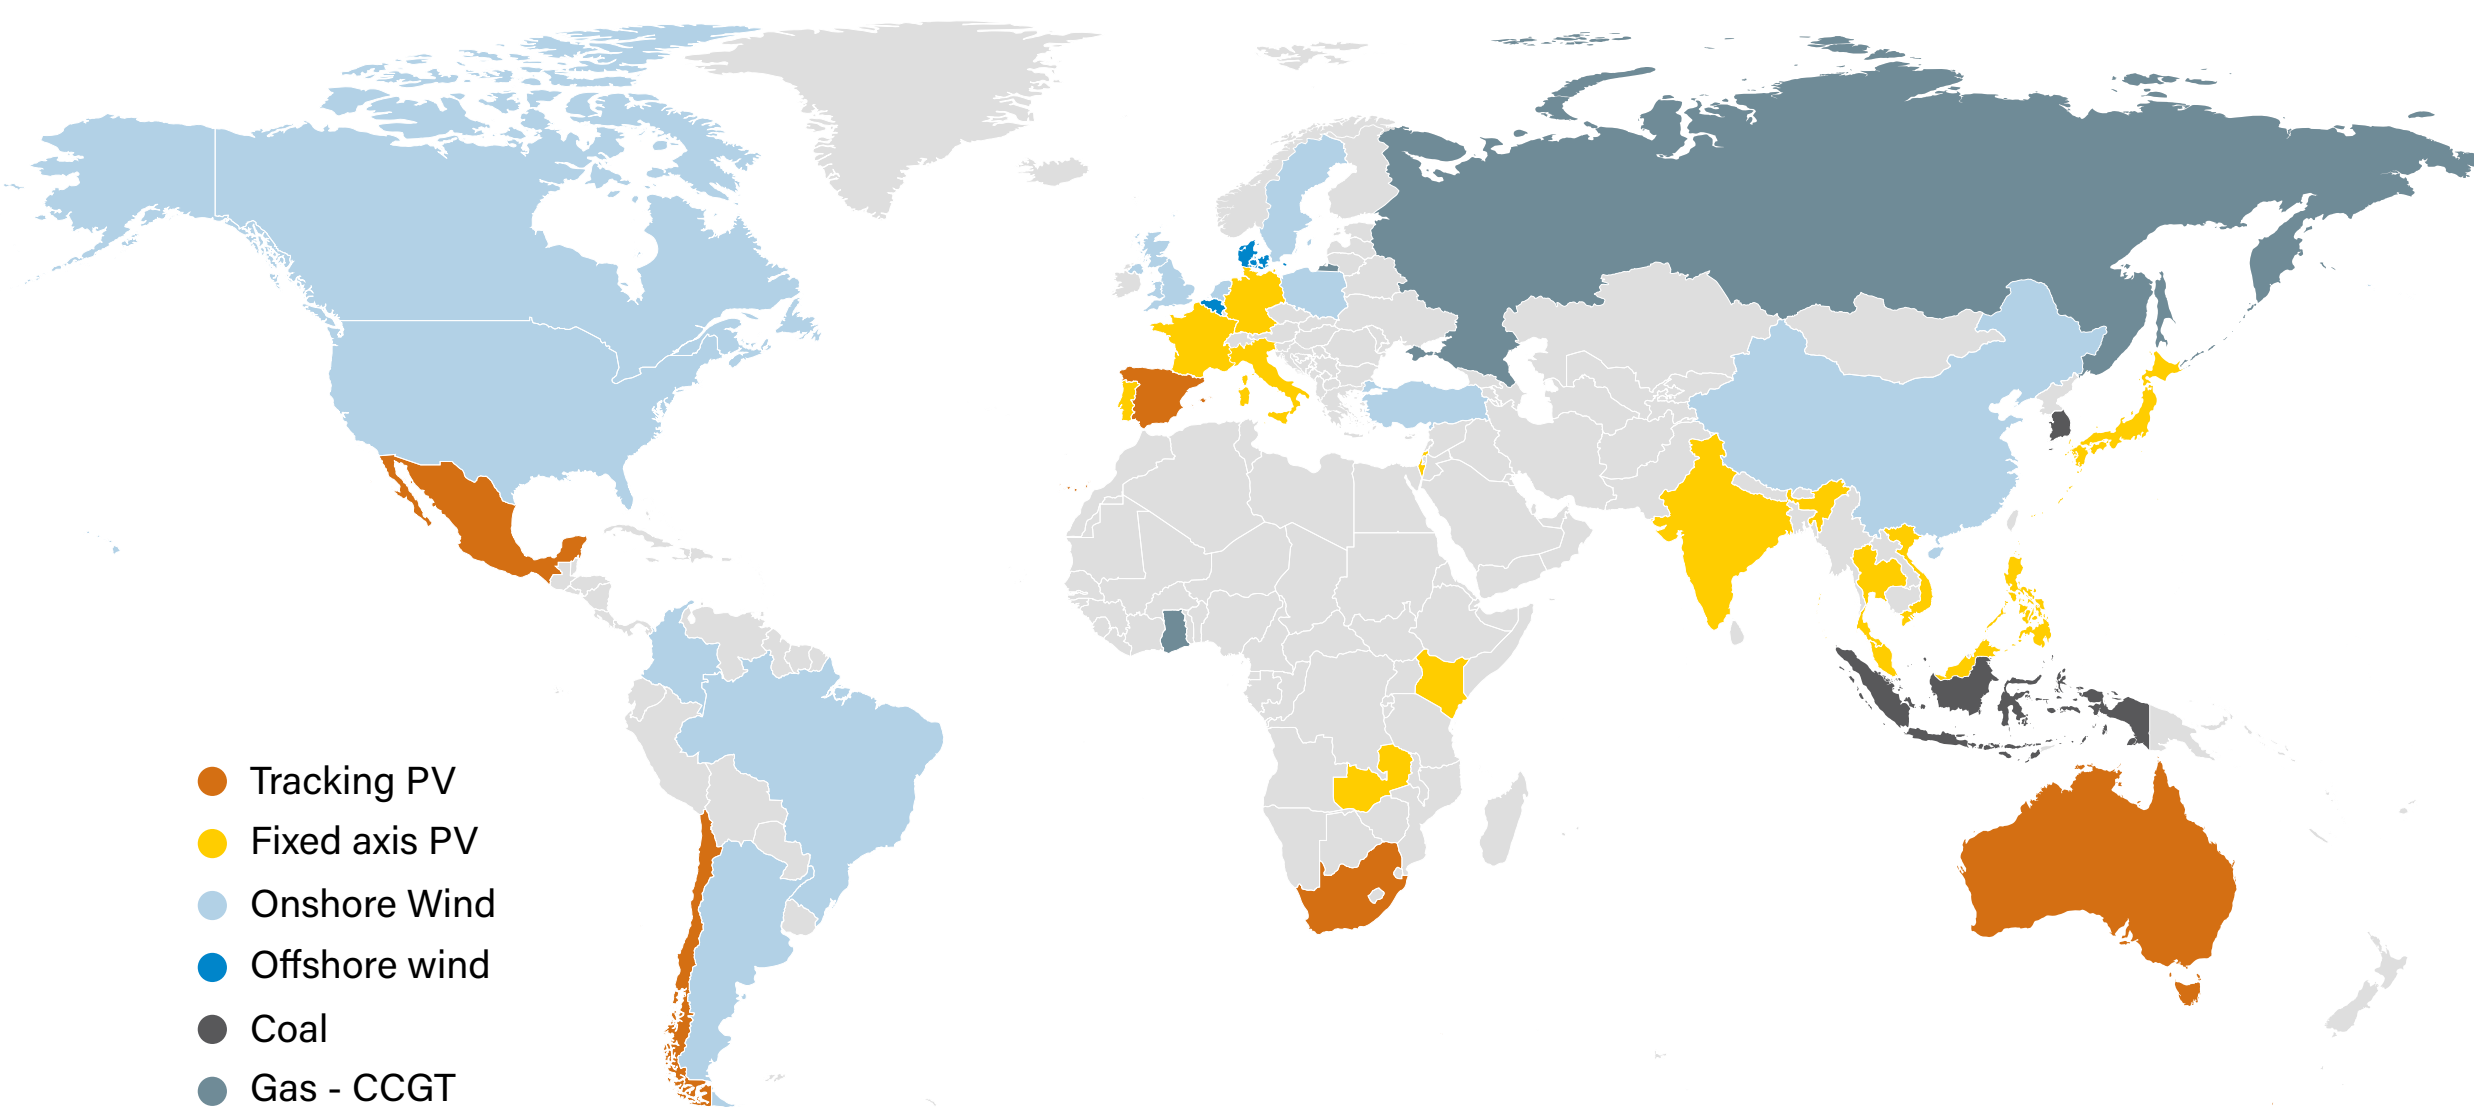 Tracking PV
Fixed axis PV
Onshore Wind
Offshore wind
Coal
Gas - CCGT